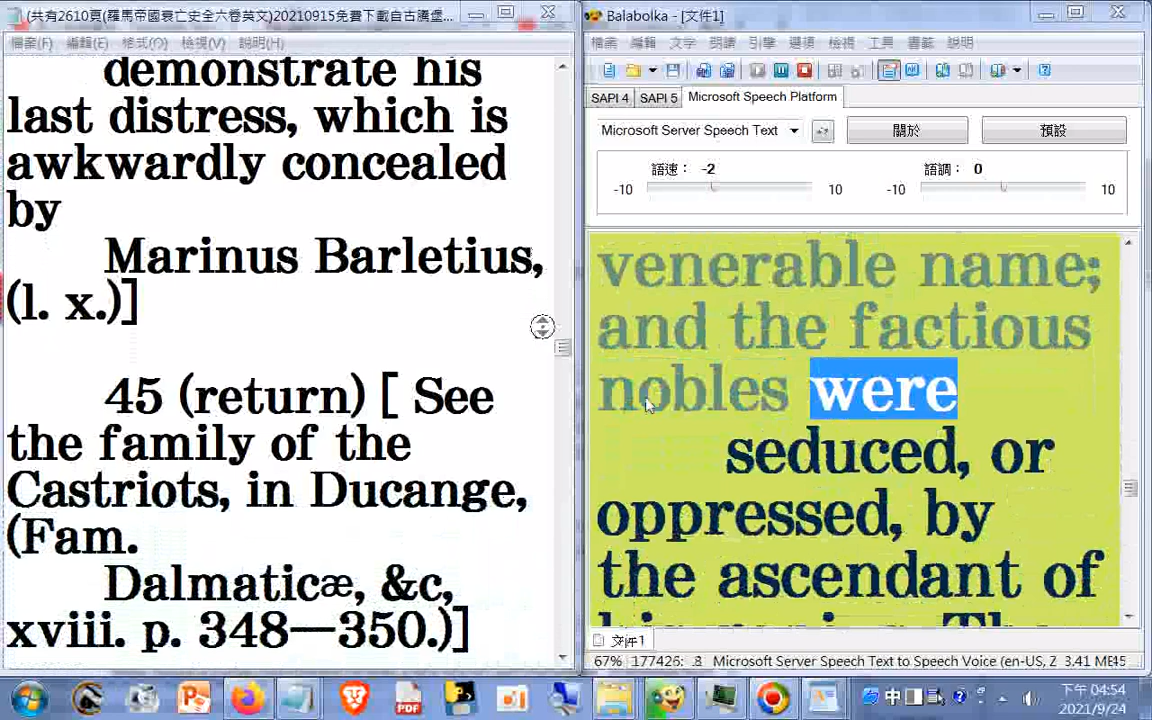 (共有2610頁(羅馬帝國衰亡史全六卷英文)20210915免費下載自古騰堡...
檔案(F) 編輯(E) 格式(O) 檢視(V) 說明(H)
demonstrate his
last distress, which is
awkwardly concealed
by
Marinus Barletius,
(l. x.)]
45 (return) [ See
the family of the
Castriots, in Ducange,
(Fam.
Dalmaticæ, &c,
xviii. p. 348—350.)]
Balabolka - [文件1]
檔案 編輯 文字 朗讀 引擎 選項 檢視 工具 書籤 說明
SAPI 4 SAPI 5 Microsoft Speech Platform
Microsoft Server Speech Text 關於 預設
語速: -2 語調: 0
-10 10 -10 10
venerable name;
and the factious
nobles were
seduced, or
oppressed, by
the ascendant of
文件1
67% 177426: Microsoft Server Speech Text to Speech Voice (en-US, Z 3.41 ME45
PDF
中
下午 04:54
2021/9/24